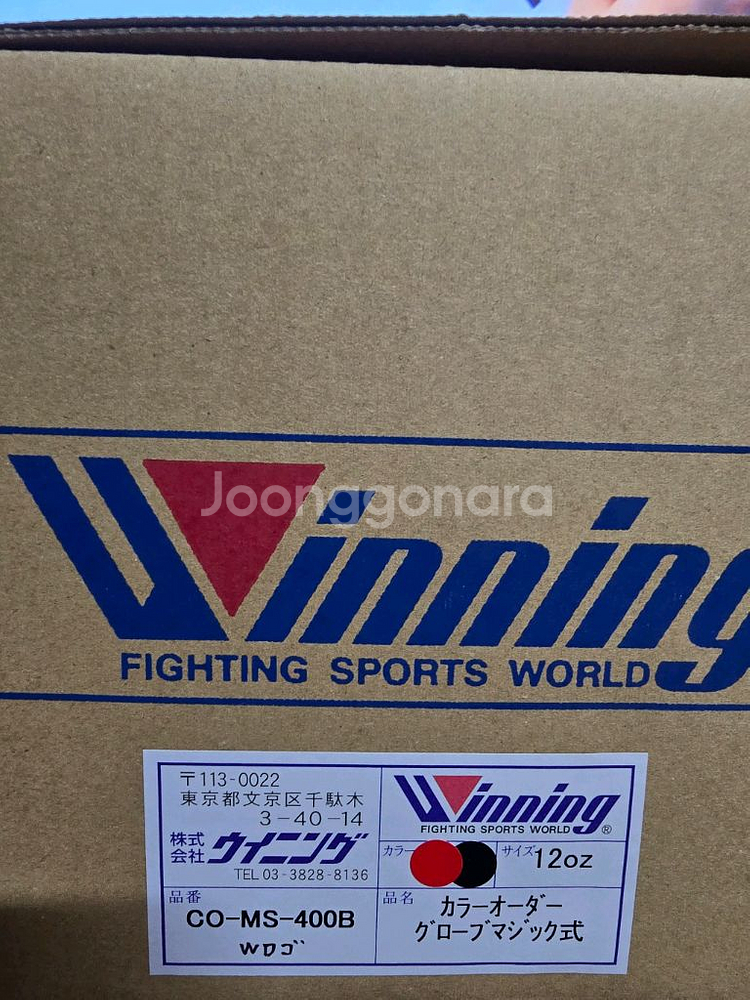 Joonggonara
Winning
FIGHTING SPORTS WORLD
〒113-0022
東京都文京区千駄木
3-40-14
株式会社 ウイニング
TEL 03-3828-8136
Winning
FIGHTING SPORTS WORLD ®
カラー
サイズ 12oz
品番
CO-MS-400B
Wロゴ
品名
カラーオーダー
グローブマジック式